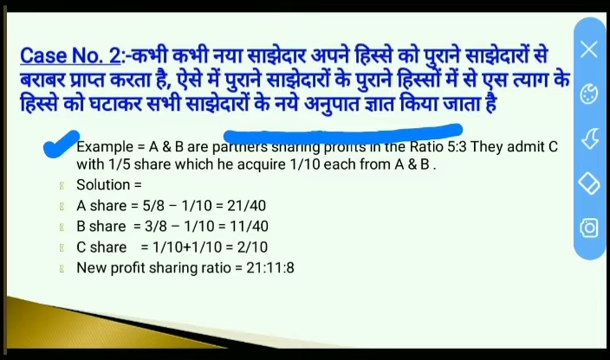 Case No. 2:-कभी कभी नया साझेदार अपने हिस्से को पुराने साझेदारों से
बराबर प्राप्त करता है, ऐसे में पुराने साझेदारों के पुराने हिस्सों में से एस त्याग के
हिस्से को घटाकर सभी साझेदारों के नये अनुपात ज्ञात किया जाता है
Example = A & B are partners sharing profits in the Ratio 5:3 They admit C
with 1/5 share which he acquire 1/10 each from A & B .
Solution =
A share = 5/8 – 1/10 = 21/40
B share = 3/8 – 1/10 = 11/40
C share = 1/10+1/10 = 2/10
New profit sharing ratio = 21:11:8